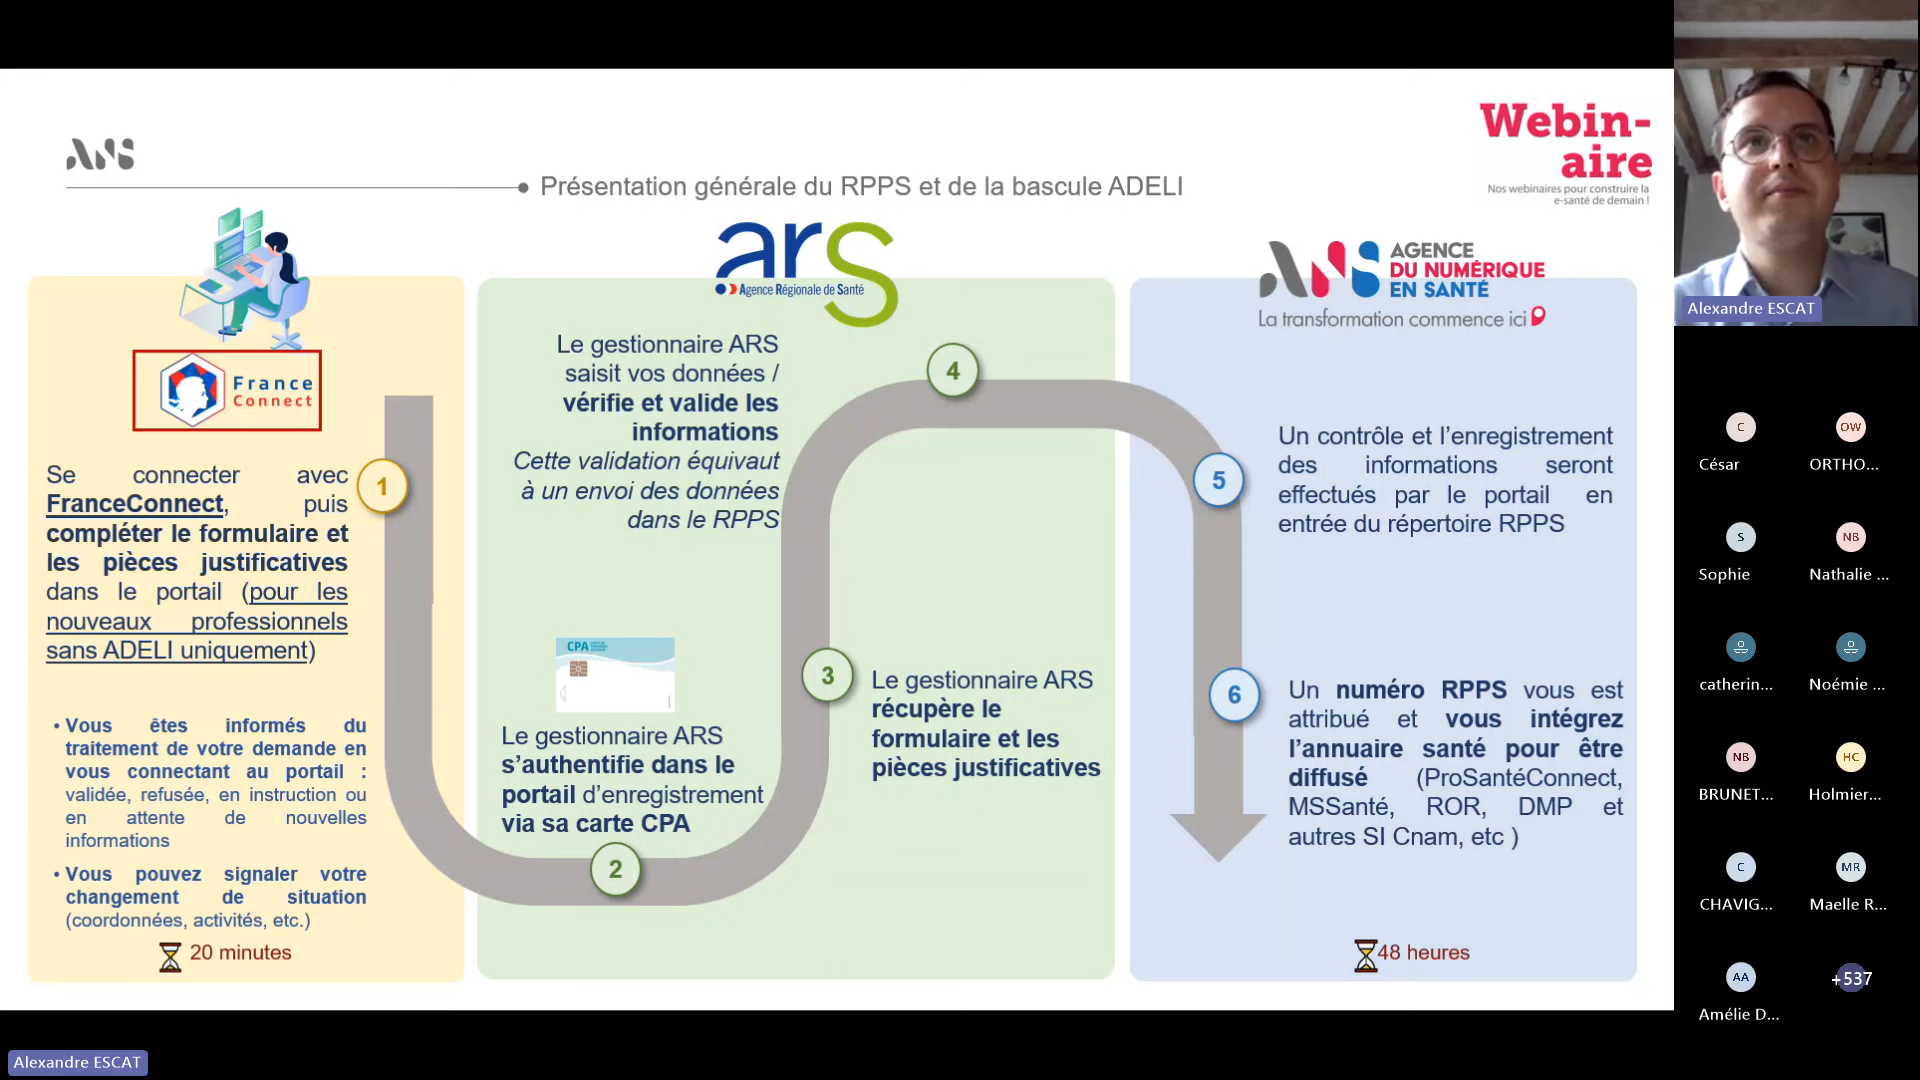 ANS
Présentation générale du RPPS et de la bascule ADELI
Webin-
aire
Nos webinaires pour construire la
e-santé de demain !
France
Connect
1
Se connecter avec
FranceConnect, puis
compléter le formulaire et
les pièces justificatives
dans le portail (pour les
nouveaux professionnels
sans ADELI uniquement)
• Vous êtes informés du
traitement de votre demande en
vous connectant au portail :
validée, refusée, en instruction ou
en attente de nouvelles
informations
• Vous pouvez signaler votre
changement de situation
(coordonnées, activités, etc.)
20 minutes
ars
Agence Régionale de Santé
Le gestionnaire ARS
saisit vos données /
vérifie et valide les
informations
Cette validation équivaut
à un envoi des données
dans le RPPS
4
CPA
Le gestionnaire ARS
s'authentifie dans le
portail d'enregistrement
via sa carte CPA
2
3
Le gestionnaire ARS
récupère le
formulaire et les
pièces justificatives
ANS
AGENCE
DU NUMÉRIQUE
EN SANTÉ
La transformation commence ici
5
Un contrôle et l'enregistrement
des informations seront
effectués par le portail en
entrée du répertoire RPPS
6
Un numéro RPPS vous est
attribué et vous intégrez
l'annuaire santé pour être
diffusé (ProSantéConnect,
MSSanté, ROR, DMP et
autres SI Cnam, etc )
48 heures
Alexandre ESCAT
C
OW
César
ORTHO...
S
NB
Sophie
Nathalie ...
catherin...
Noémie ...
NB
HC
BRUNET...
Holmier...
C
MR
CHAVIG...
Maelle R...
AA
+537
Amélie D...
Alexandre ESCAT